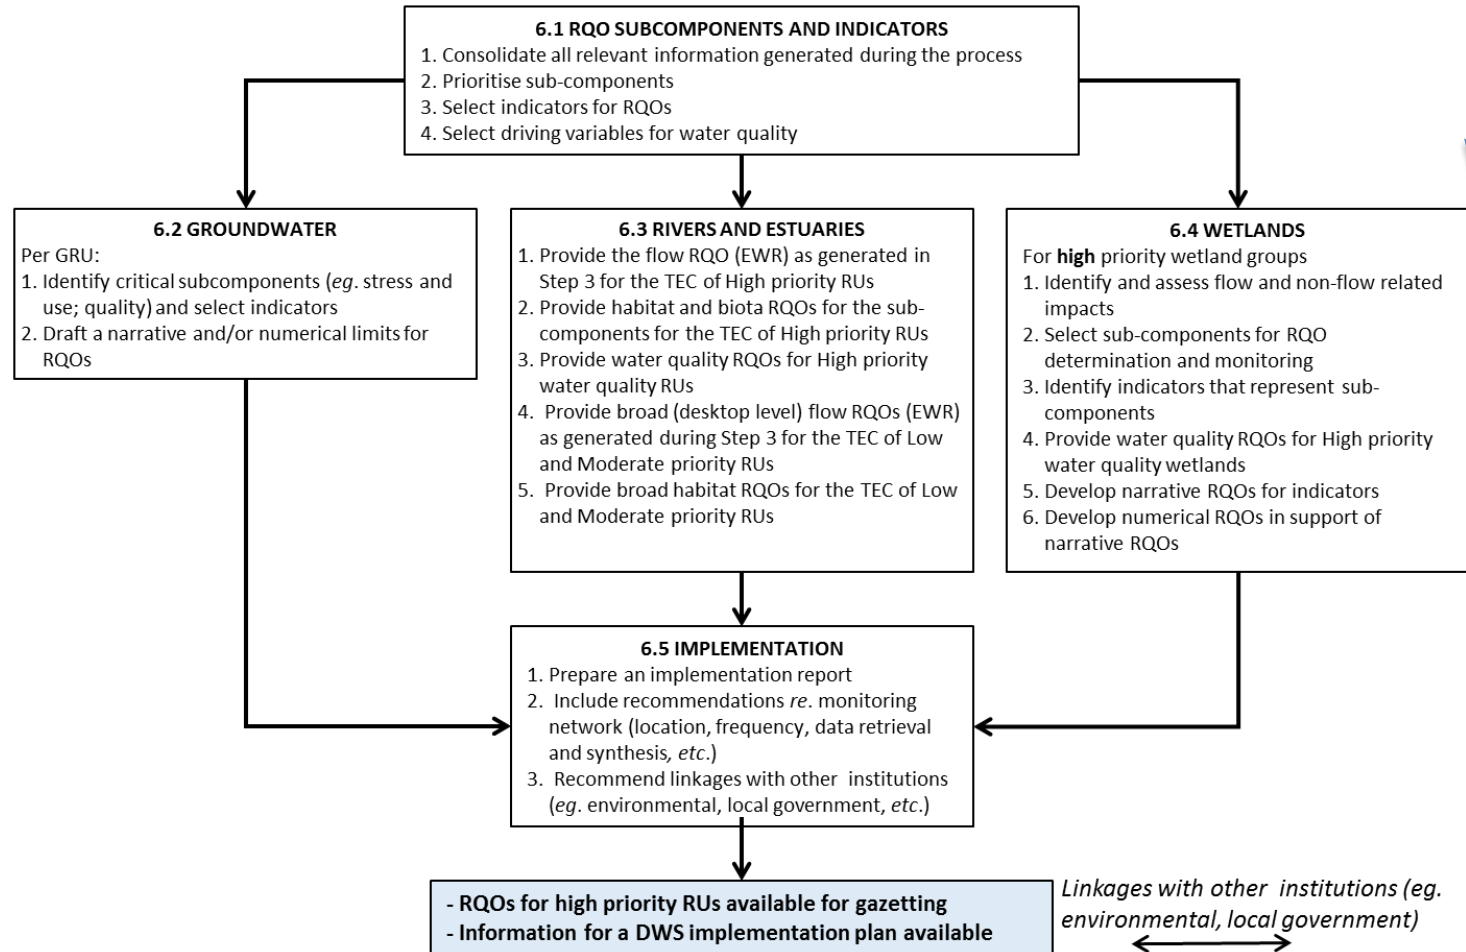 6.1 RQO SUBCOMPONENTS AND INDICATORS
1. Consolidate all relevant information generated during the process
2. Prioritise sub-components
3. Select indicators for RQOs
4. Select driving variables for water quality
6.2 GROUNDWATER
Per GRU:
1. Identify critical subcomponents (eg. stress and
use; quality) and select indicators
2. Draft a narrative and/or numerical limits for
RQOs
6.3 RIVERS AND ESTUARIES
1. Provide the flow RQO (EWR) as generated in
Step 3 for the TEC of High priority RUs
2. Provide habitat and biota RQOs for the sub-
components for the TEC of High priority RUs
3. Provide water quality RQOs for High priority
water quality RUs
4. Provide broad (desktop level) flow RQOs (EWR)
as generated during Step 3 for the TEC of Low
and Moderate priority RUs
5. Provide broad habitat RQOs for the TEC of Low
and Moderate priority RUs
6.4 WETLANDS
For high priority wetland groups
1. Identify and assess flow and non-flow related
impacts
2. Select sub-components for RQO
determination and monitoring
3. Identify indicators that represent sub-
components
4. Provide water quality RQOs for High priority
water quality wetlands
5. Develop narrative RQOs for indicators
6. Develop numerical RQOs in support of
narrative RQOs
6.5 IMPLEMENTATION
1. Prepare an implementation report
2. Include recommendations re. monitoring
network (location, frequency, data retrieval
and synthesis, etc.)
3. Recommend linkages with other institutions
(eg. environmental, local government, etc.)
- RQOs for high priority RUs available for gazetting
- Information for a DWS implementation plan available
Linkages with other institutions (eg.
environmental, local government)